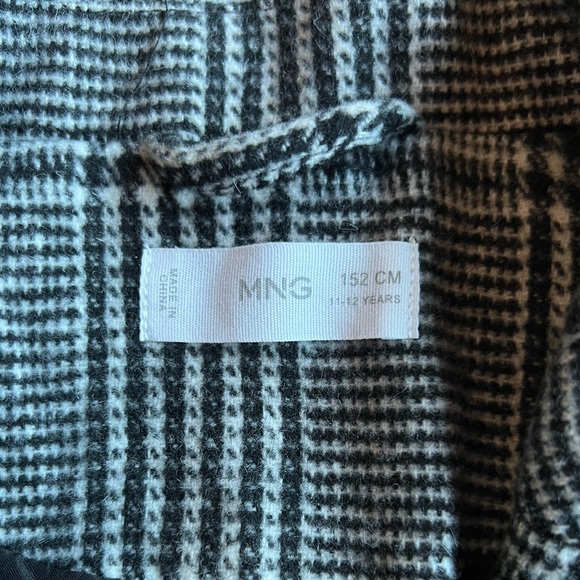 MADE IN
CHINA
MNG
152 CM
11-12 YEARS